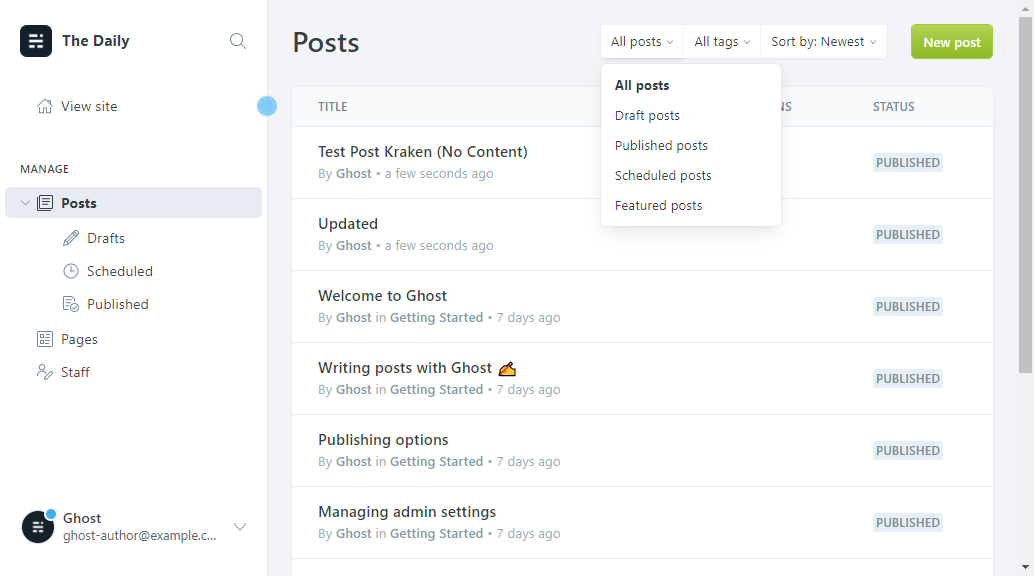 The Daily
View site
MANAGE
Posts
Drafts
Scheduled
Published
Pages
Staff
Ghost
ghost-author@example.c...
Posts
All posts
All tags
Sort by: Newest
New post
All posts
Draft posts
Published posts
Scheduled posts
Featured posts
TITLE
STATUS
Test Post Kraken (No Content)
By Ghost • a few seconds ago
PUBLISHED
Updated
By Ghost • a few seconds ago
PUBLISHED
Welcome to Ghost
By Ghost in Getting Started • 7 days ago
PUBLISHED
Writing posts with Ghost ✍️
By Ghost in Getting Started • 7 days ago
PUBLISHED
Publishing options
By Ghost in Getting Started • 7 days ago
PUBLISHED
Managing admin settings
By Ghost in Getting Started • 7 days ago
PUBLISHED